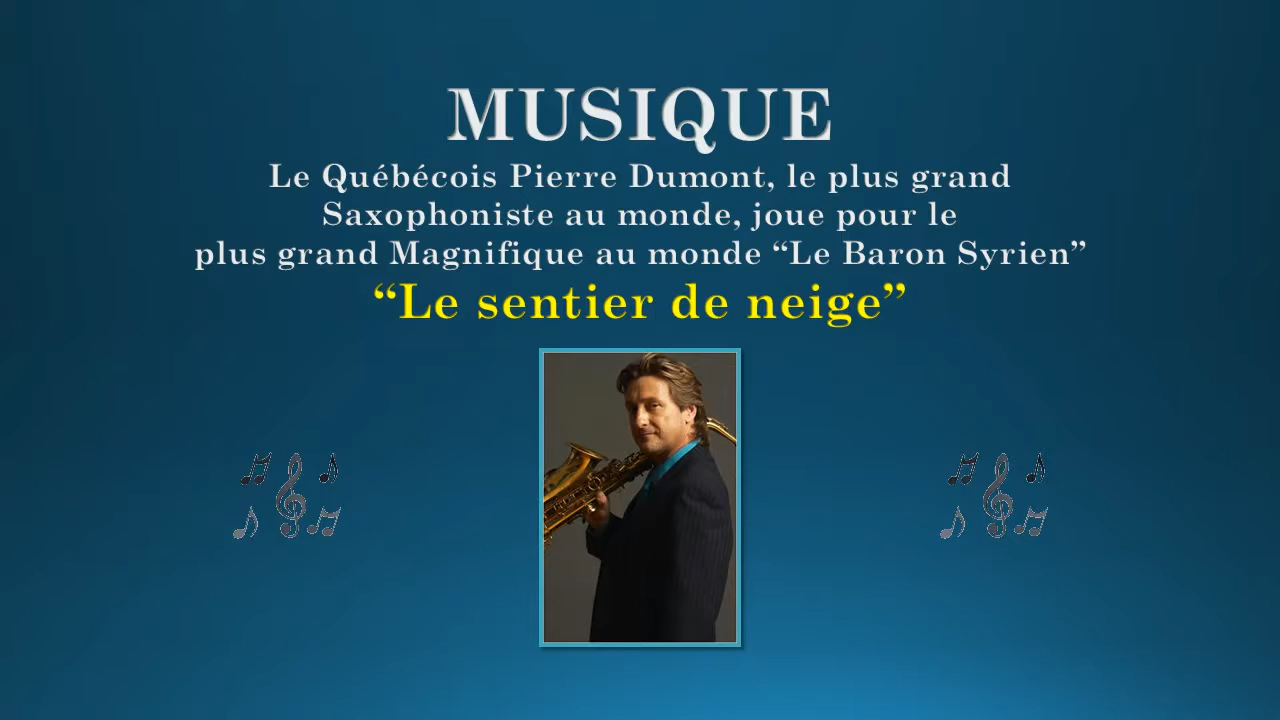 MUSIQUE
Le Québécois Pierre Dumont, le plus grand
Saxophoniste au monde, joue pour le
plus grand Magnifique au monde “Le Baron Syrien”
“Le sentier de neige”